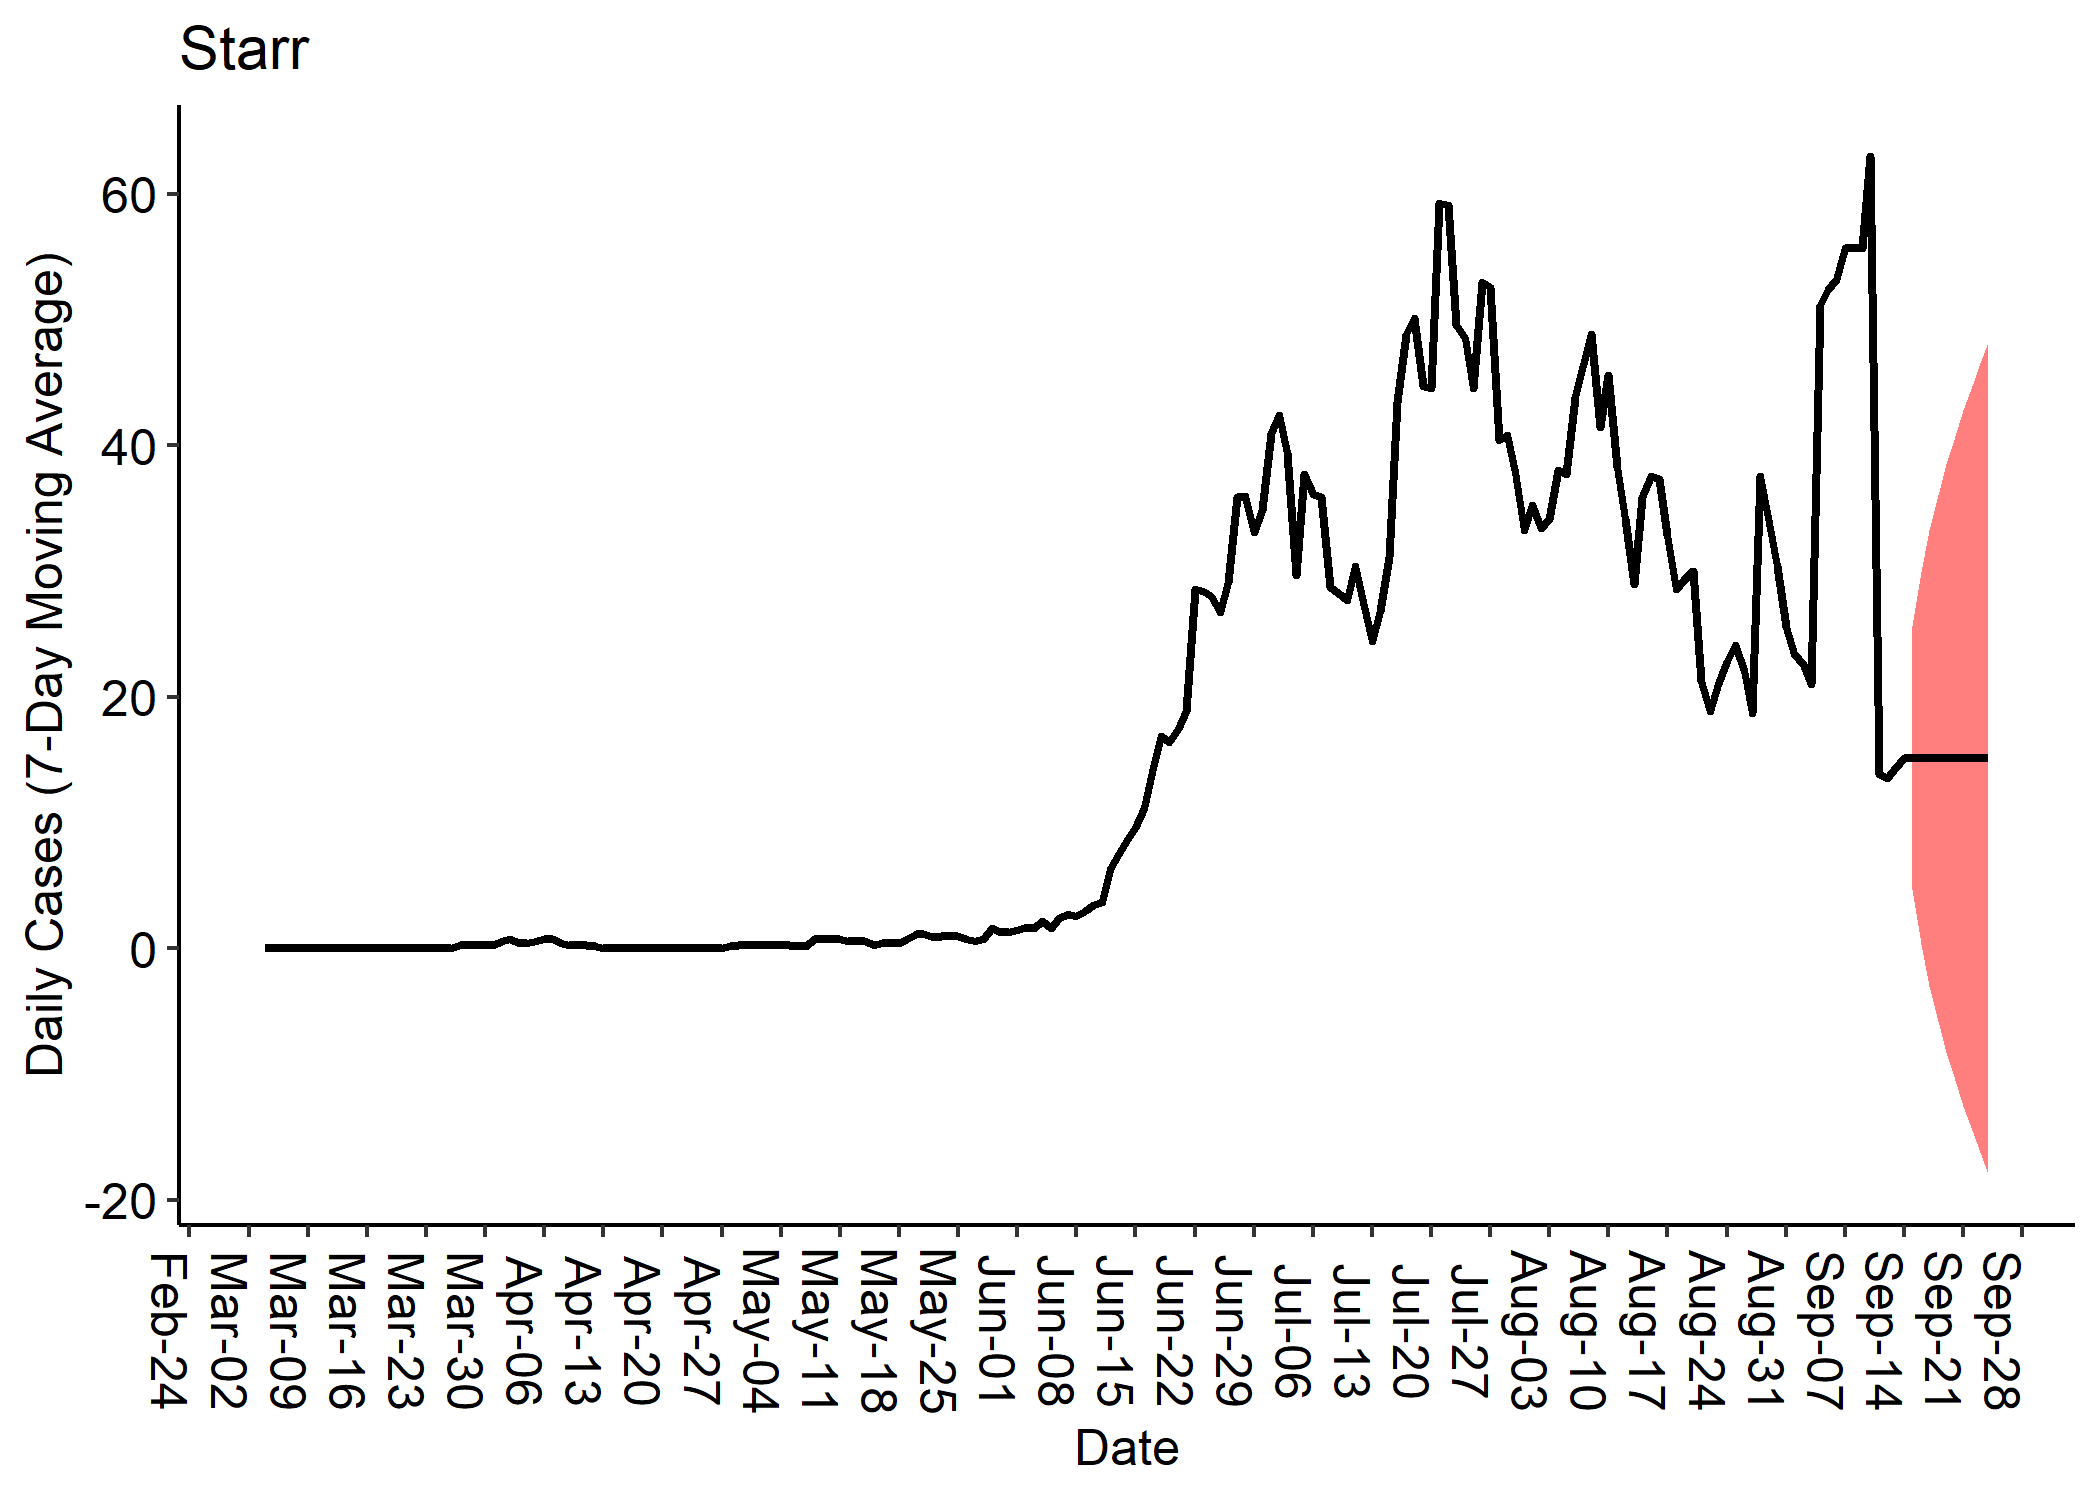 Starr
Daily Cases (7-Day Moving Average)
60
40
20
0
-20
Feb-24
Mar-02
Mar-09
Mar-16
Mar-23
Mar-30
Apr-06
Apr-13
Apr-20
Apr-27
May-04
May-11
May-18
May-25
Jun-01
Jun-08
Jun-15
Jun-22
Jun-29
Jul-06
Jul-13
Jul-20
Jul-27
Aug-03
Aug-10
Aug-17
Aug-24
Aug-31
Sep-07
Sep-14
Sep-21
Sep-28
Date